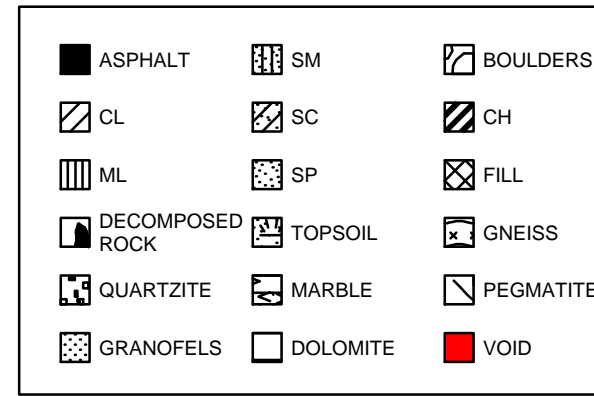 ASPHALT SM BOULDERS
CL SC CH
ML SP FILL
DECOMPOSED
ROCK TOPSOIL GNEISS
QUARTZITE MARBLE PEGMATITE
GRANOFELS DOLOMITE VOID